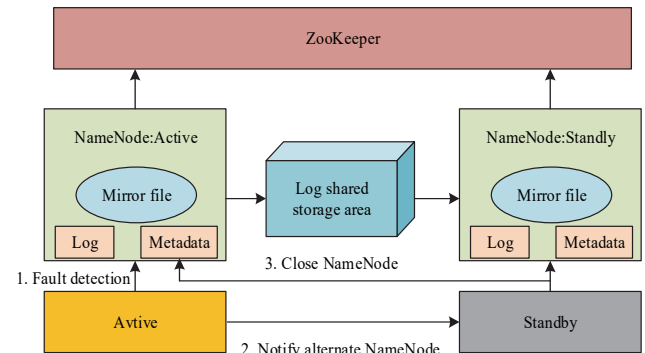 ZooKeeper
NameNode:Active
NameNode:Standly
Mirror file
Log shared
storage area
Mirror file
Log
Metadata
Log
Metadata
3. Close NameNode
1. Fault detection
Avtive
Standby
2. Notify alternate NameNode